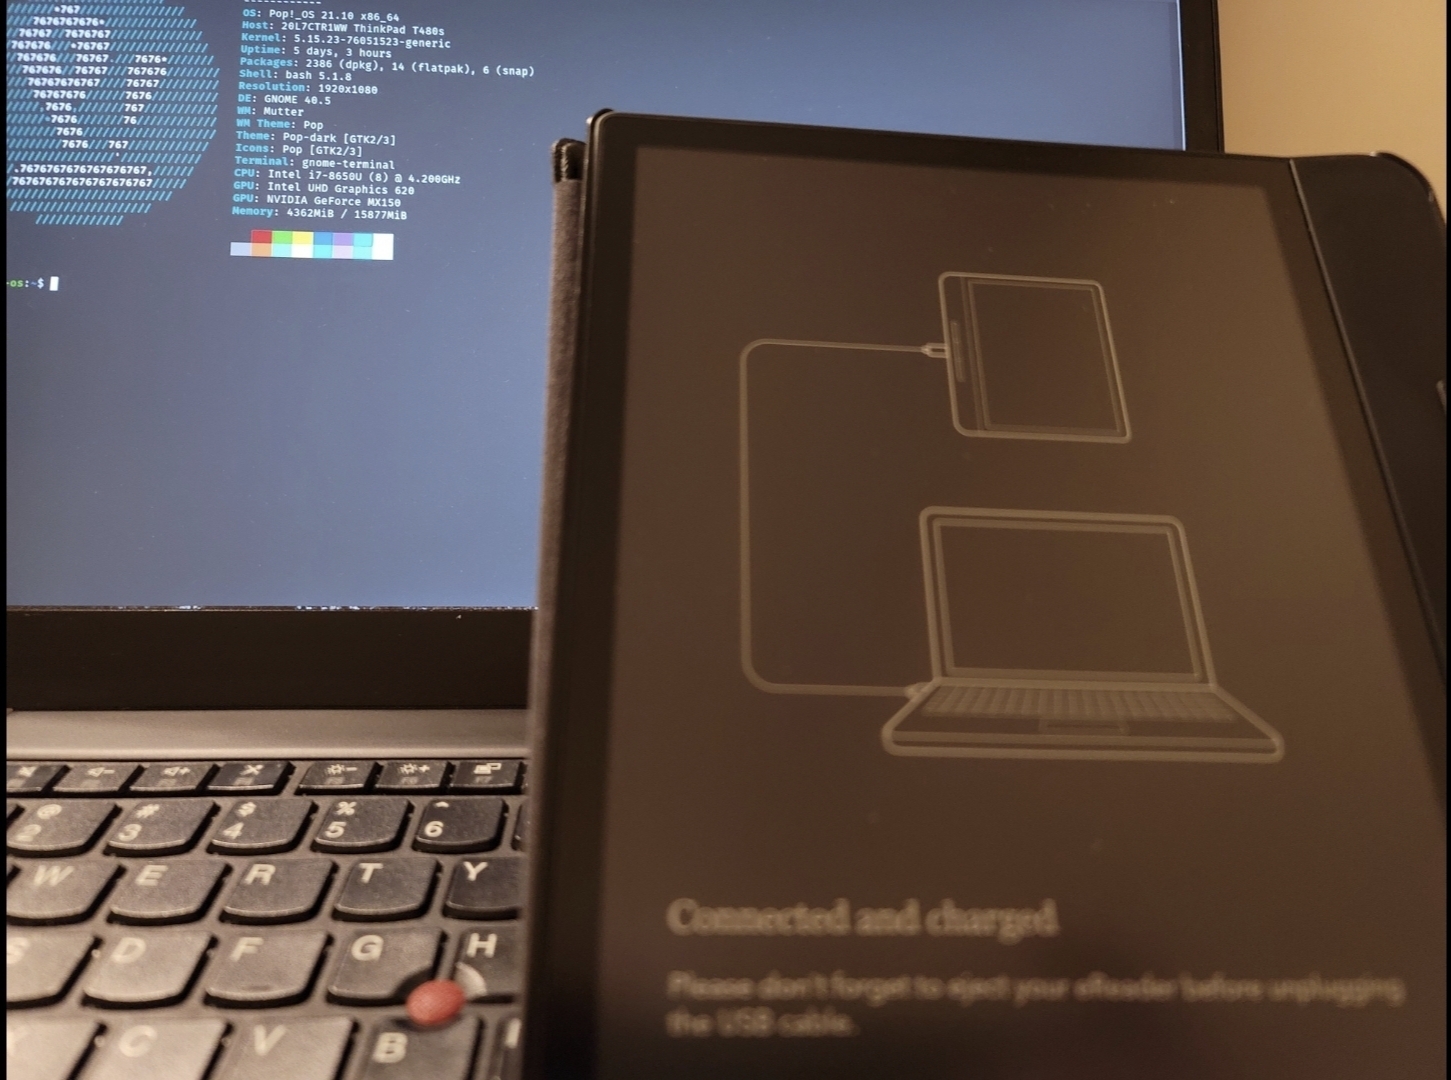 OS: Pop!_OS 21.10 x86_64
Host: 20L7CTR1WW ThinkPad T480s
Kernel: 5.15.23-76051523-generic
Uptime: 5 days, 3 hours
Packages: 2386 (dpkg), 14 (flatpak), 6 (snap)
Shell: bash 5.1.8
Resolution: 1920x1080
DE: GNOME 40.5
WM: Mutter
WM Theme: Pop
Theme: Pop-dark [GTK2/3]
Icons: Pop [GTK2/3]
Terminal: gnome-terminal
CPU: Intel i7-8650U (8) @ 4.200GHz
GPU: Intel UHD Graphics 620
GPU: NVIDIA GeForce MX150
Memory: 4362MiB / 15877MiB
-os:~$
Connected and charged
Please don't forget to eject your eReader before unplugging
the USB cable.
@ # $ % ^
2 3 4 5 6
W E R T Y
S D F G H
C V B